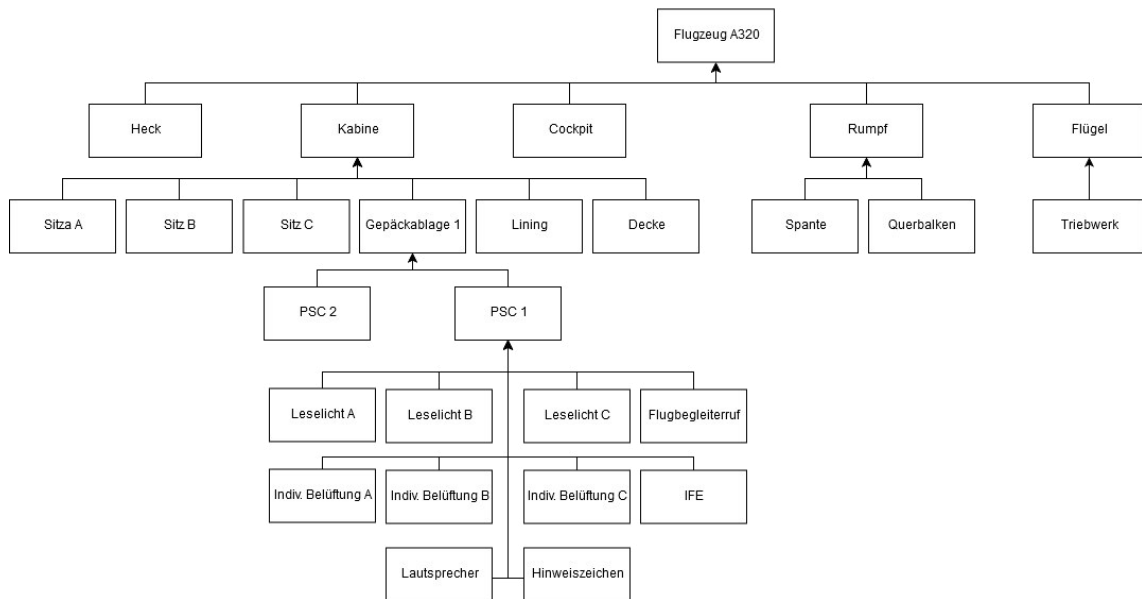 Flugzeug A320
Heck
Kabine
Cockpit
Rumpf
Flügel
Sitza A
Sitz B
Sitz C
Gepäckablage 1
Lining
Decke
Spante
Querbalken
Triebwerk
PSC 2
PSC 1
Leselicht A
Leselicht B
Leselicht C
Flugbegleiterruf
Indiv. Belüftung A
Indiv. Belüftung B
Indiv. Belüftung C
IFE
Lautsprecher
Hinweiszeichen